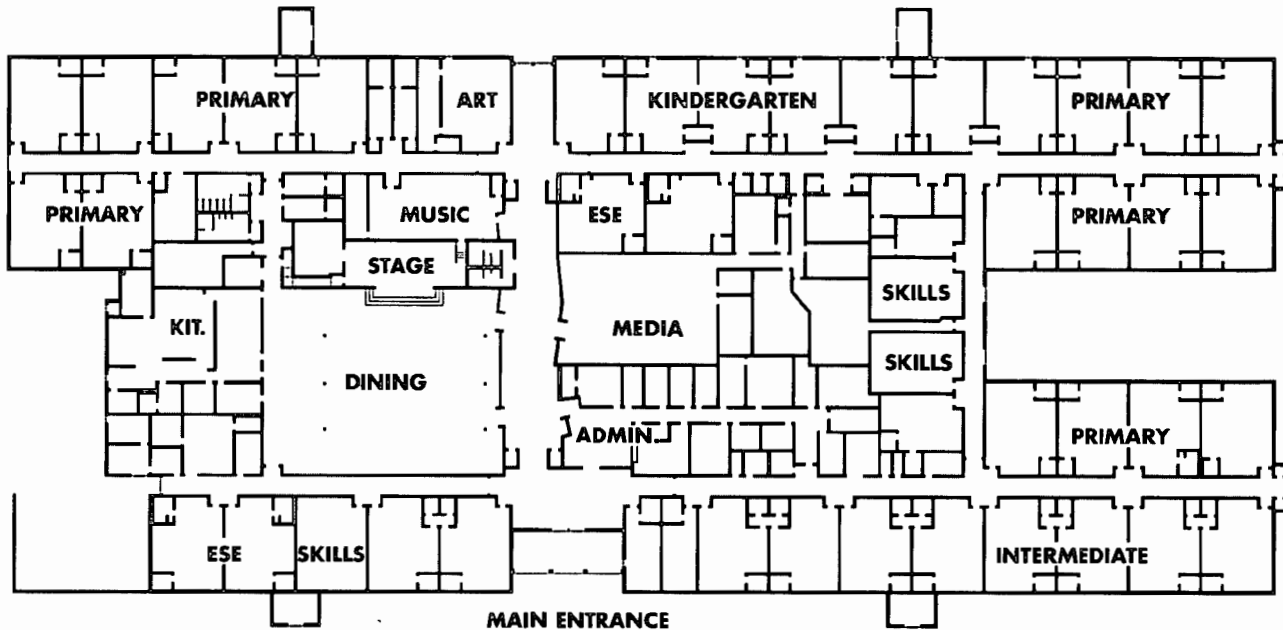 PRIMARY
ART
KINDERGARTEN
PRIMARY
PRIMARY
MUSIC
ESE
PRIMARY
STAGE
SKILLS
KIT.
MEDIA
DINING
SKILLS
ADMIN.
PRIMARY
ESE
SKILLS
INTERMEDIATE
MAIN ENTRANCE